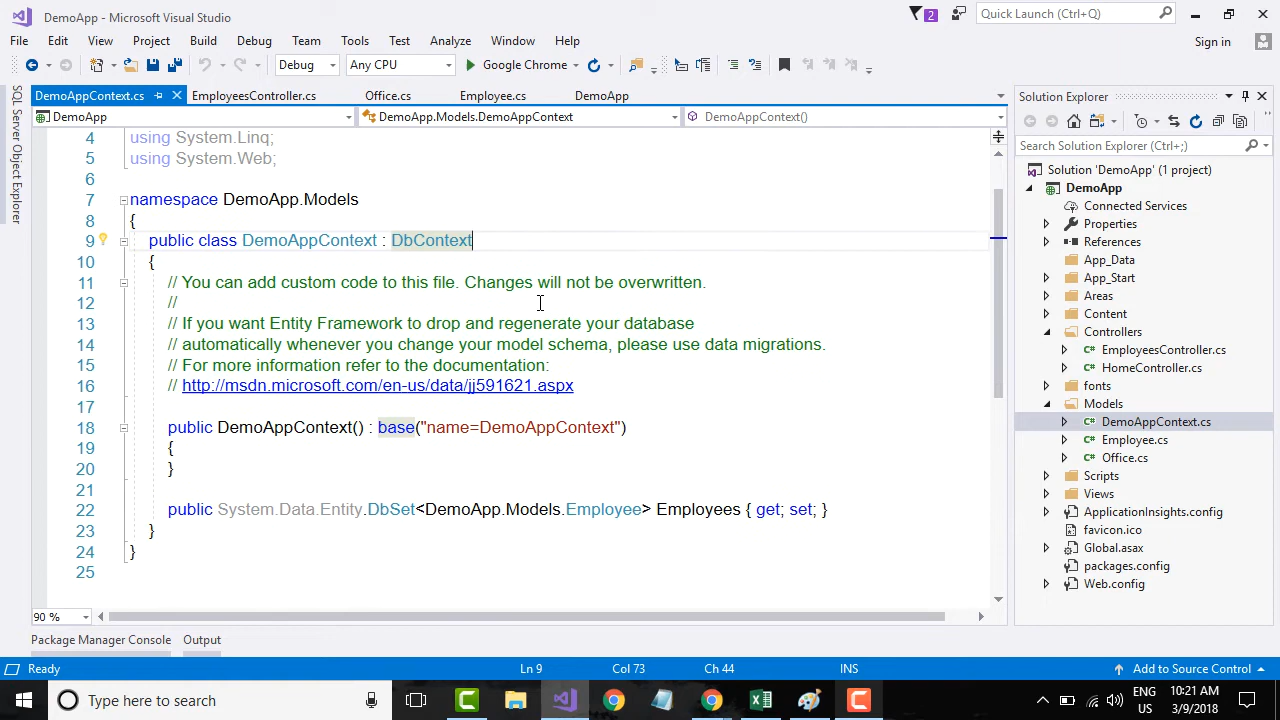 DemoApp - Microsoft Visual Studio
2
Quick Launch (Ctrl+Q)
File Edit View Project Build Debug Team Tools Test Analyze Window Help
Sign in
Debug Any CPU Google Chrome
DemoAppContext.cs EmployeesController.cs Office.cs Employee.cs DemoApp
DemoApp DemoApp.Models.DemoAppContext DemoAppContext()
SQL Server Object Explorer
4 using System.Linq;
5 using System.Web;
6
7 namespace DemoApp.Models
8 {
9 public class DemoAppContext : DbContext
10 {
11 // You can add custom code to this file. Changes will not be overwritten.
12 //
13 // If you want Entity Framework to drop and regenerate your database
14 // automatically whenever you change your model schema, please use data migrations.
15 // For more information refer to the documentation:
16 // http://msdn.microsoft.com/en-us/data/jj591621.aspx
17
18 public DemoAppContext() : base("name=DemoAppContext")
19 {
20 }
21
22 public System.Data.Entity.DbSet<DemoApp.Models.Employee> Employees { get; set; }
23 }
24 }
25
90 %
Solution Explorer
Search Solution Explorer (Ctrl+;)
Solution 'DemoApp' (1 project)
DemoApp
Connected Services
Properties
References
App_Data
App_Start
Areas
Content
Controllers
C# EmployeesController.cs
C# HomeController.cs
fonts
Models
C# DemoAppContext.cs
C# Employee.cs
C# Office.cs
Scripts
Views
ApplicationInsights.config
favicon.ico
Global.asax
packages.config
Web.config
Package Manager Console Output
Ready Ln 9 Col 73 Ch 44 INS Add to Source Control
Type here to search
ENG
US
10:21 AM
3/9/2018